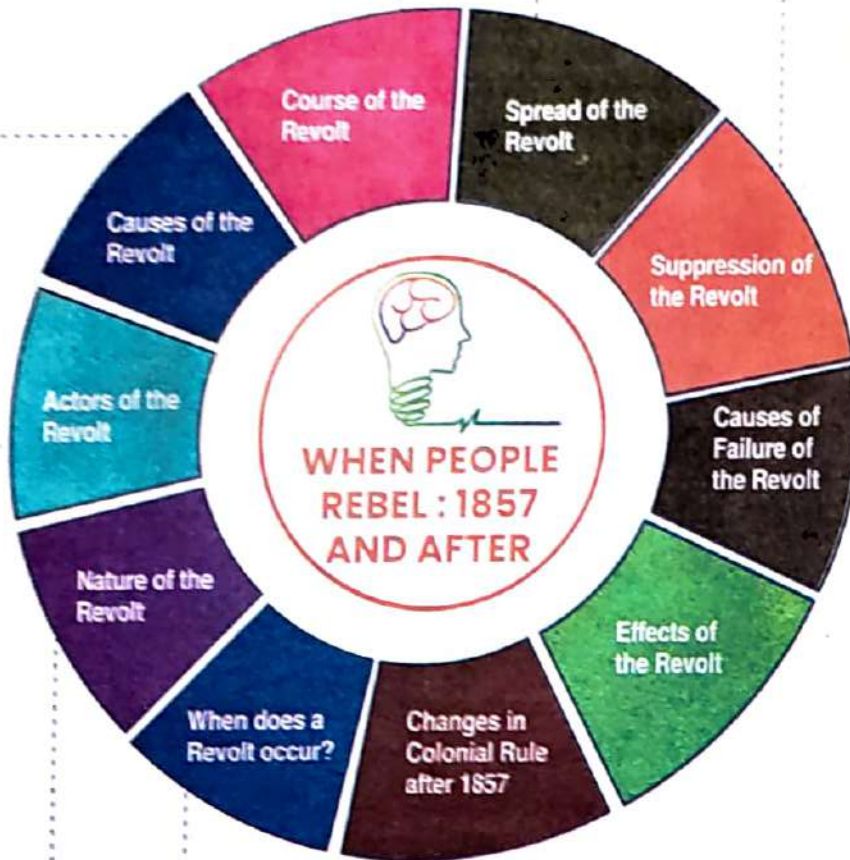 Course of the
Revolt
Spread of the
Revolt
Suppression of
the Revolt
Causes of
Failure of
the Revolt
Effects of
the Revolt
Changes in
Colonial Rule
after 1857
When does a
Revolt occur?
Nature of the
Revolt
Actors of the
Revolt
Causes of the
Revolt
WHEN PEOPLE
REBEL : 1857
AND AFTER